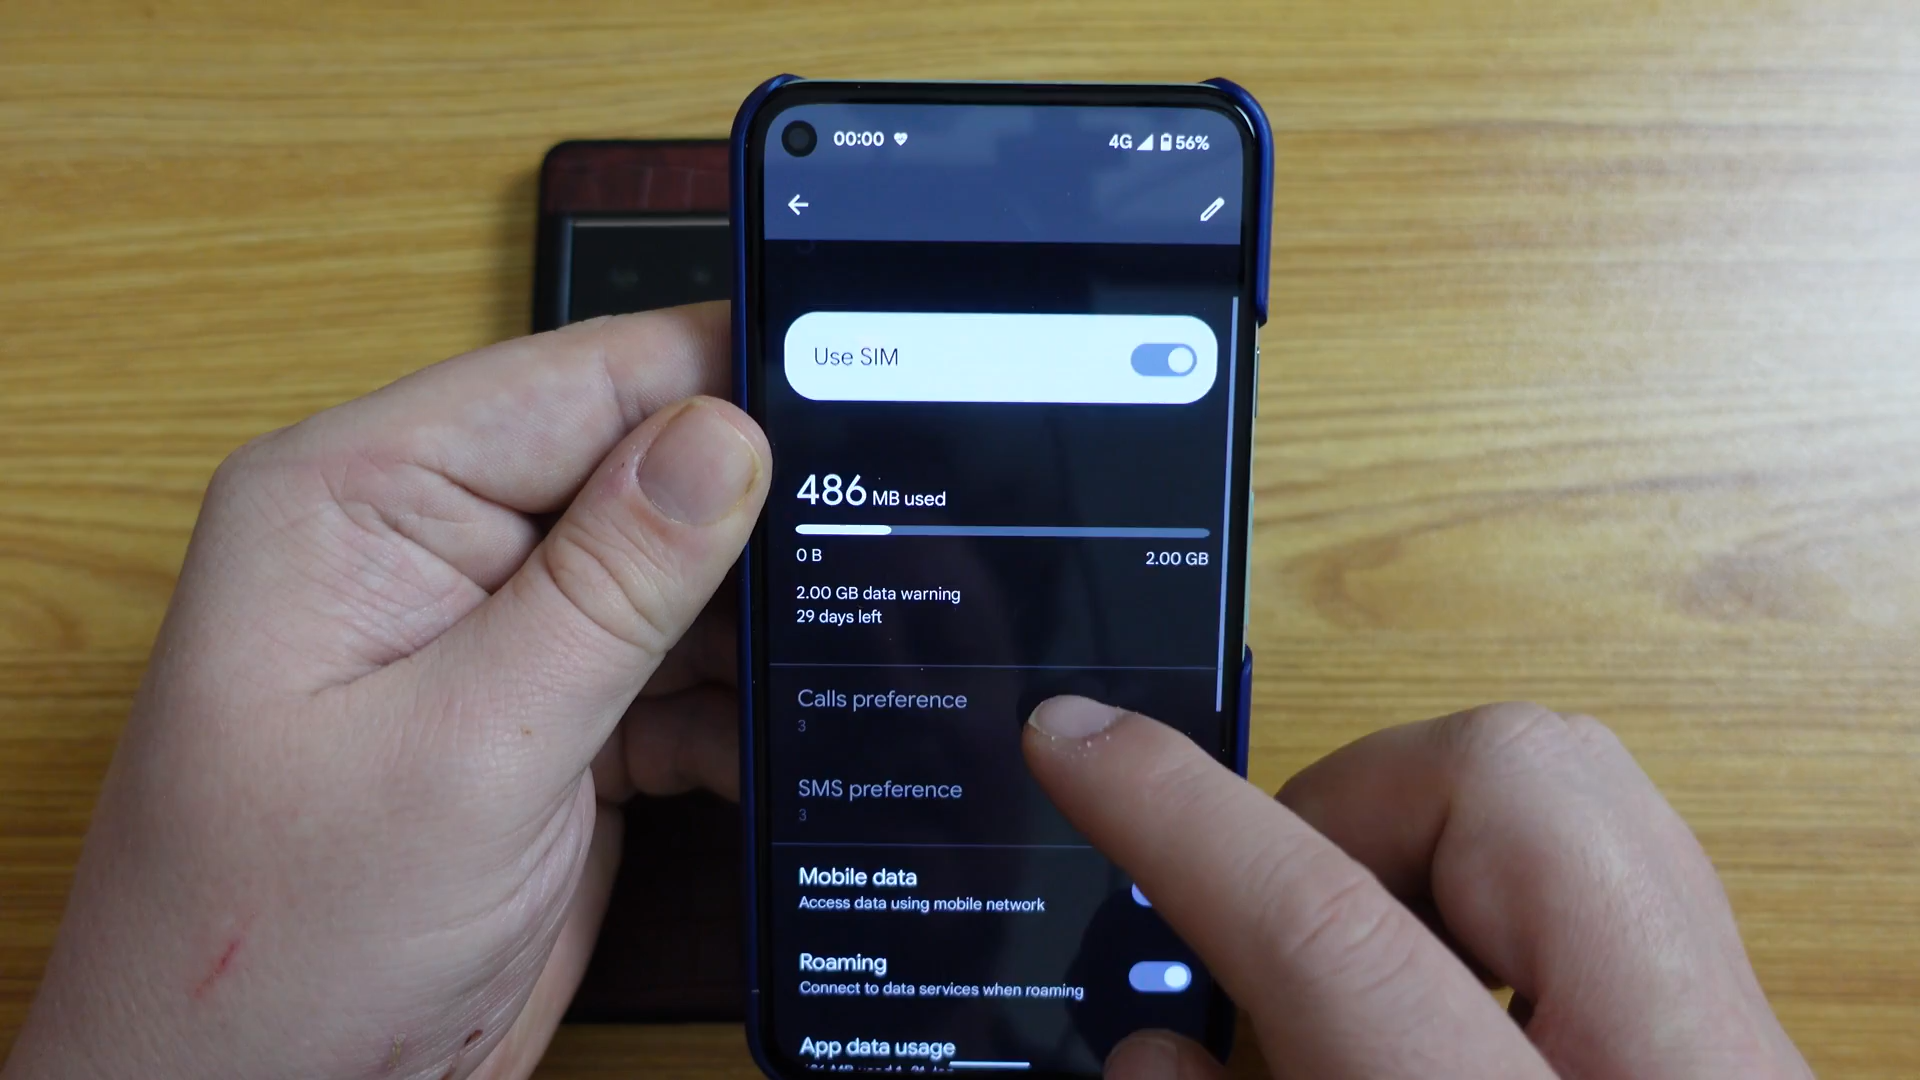 00:00
4G 56%
Use SIM
486 MB used
0 B
2.00 GB
2.00 GB data warning
29 days left
Calls preference
3
SMS preference
3
Mobile data
Access data using mobile network
Roaming
Connect to data services when roaming
App data usage